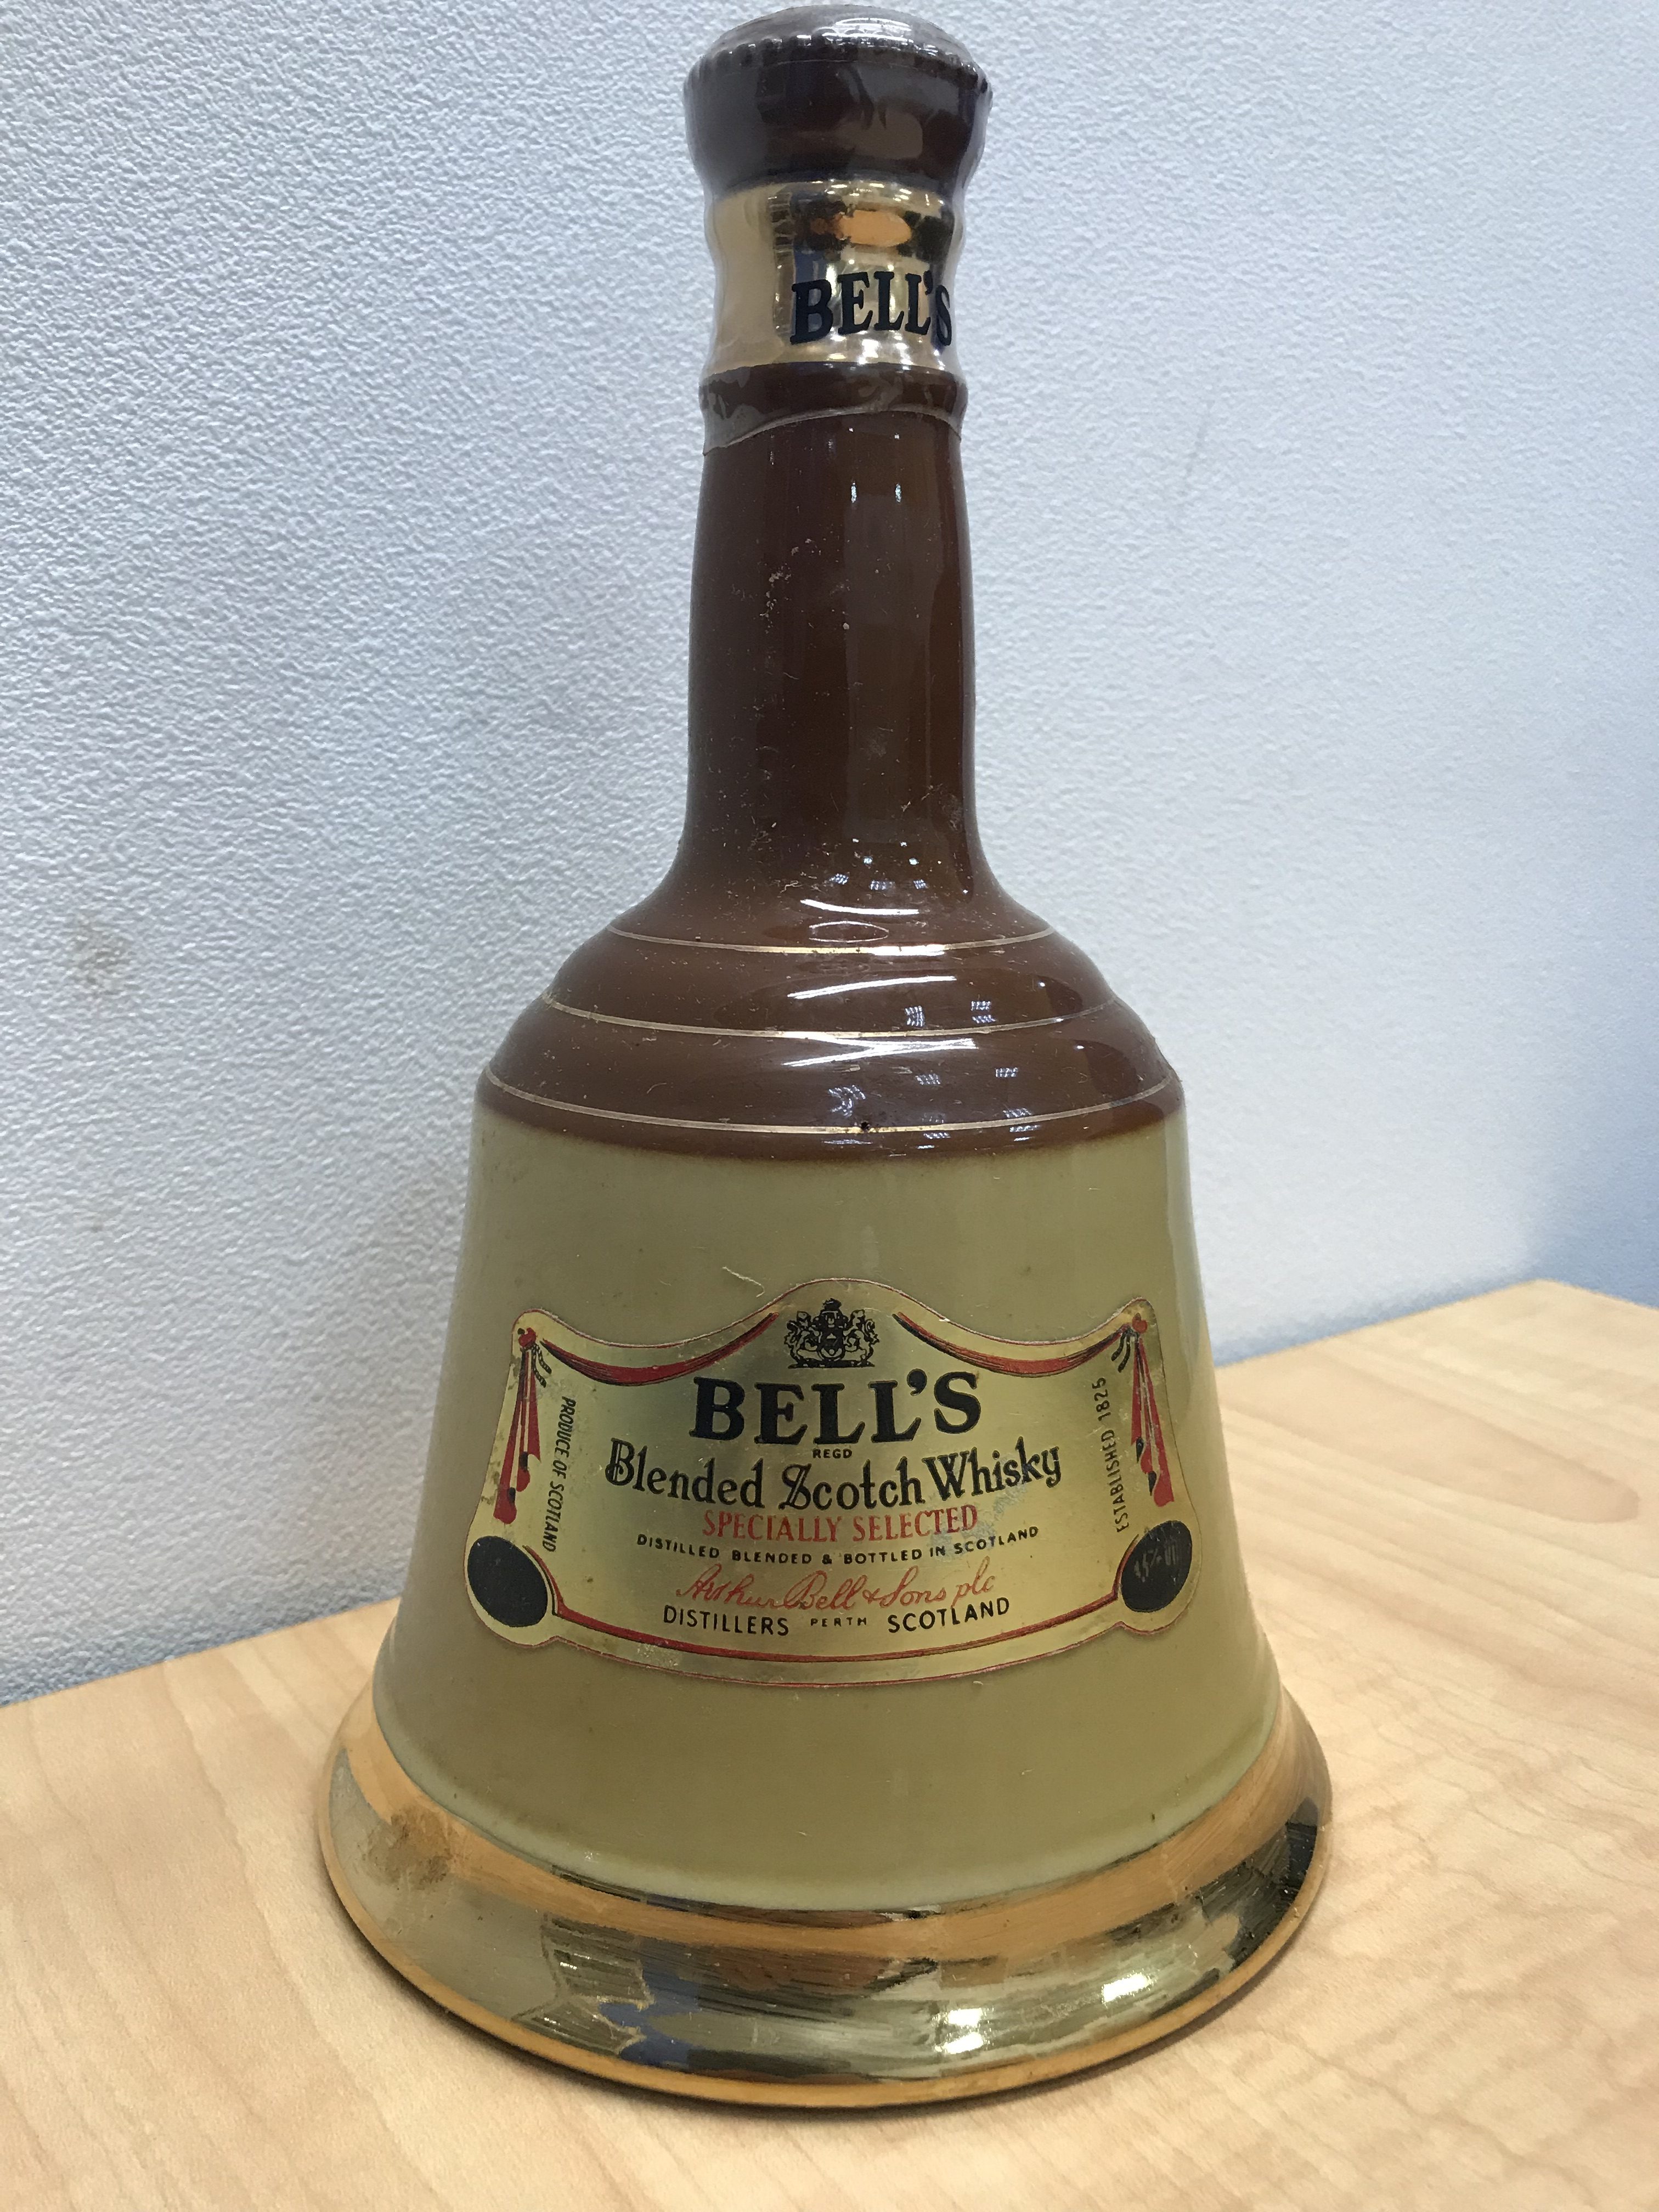 BELL'S
BELL'S
REGD
Blended Scotch Whisky
SPECIALLY SELECTED
DISTILLED BLENDED & BOTTLED IN SCOTLAND
Arthur Bell & Sons plc
DISTILLERS PERTH SCOTLAND
PRODUCE OF SCOTLAND
ESTABLISHED 1825